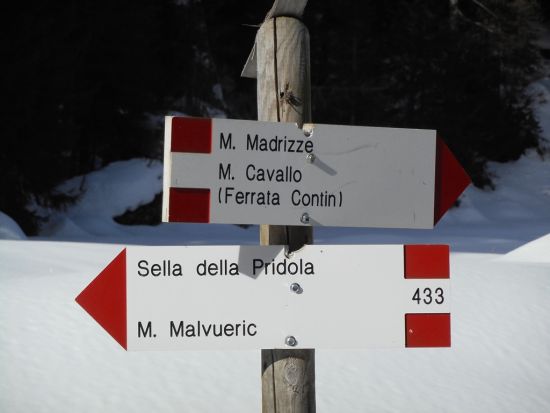 M. Madrizze
M. Cavallo
(Ferrata Contin)
Sella della Pridola
433
M. Malvueric